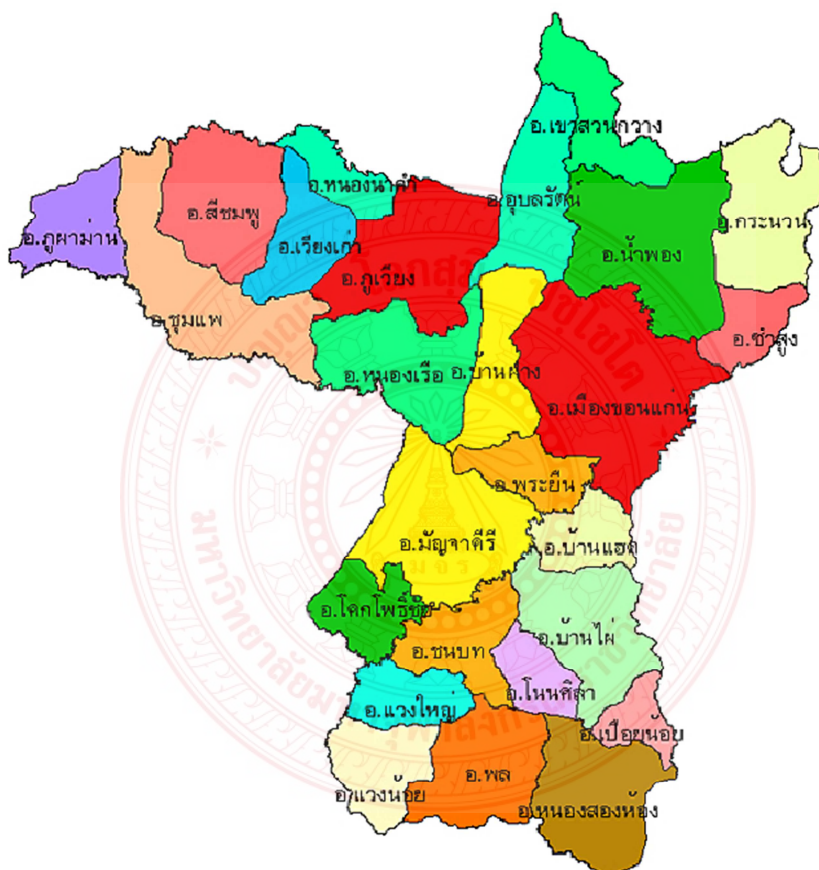 อ.เขาสวนกวาง
อ.หนองนาคำ
อ.อุบลรัตน์
อ.สีชมพู
อ.กระนวน
อ.ภูผาม่าน
อ.เวียงเก่า
อ.น้ำพอง
อ.ภูเวียง
อ.ชุมแพ
อ.ซำสูง
อ.หนองเรือ
อ.บ้านฝาง
อ.เมืองขอนแก่น
อ.พระยืน
อ.มัญจาคีรี
อ.บ้านแฮด
อ.โคกโพธิ์ชัย
อ.บ้านไผ่
อ.ชนบท
อ.โนนศิลา
อ.แวงใหญ่
อ.เปือยน้อย
อ.พล
อ.แวงน้อย
อ.หนองสองห้อง